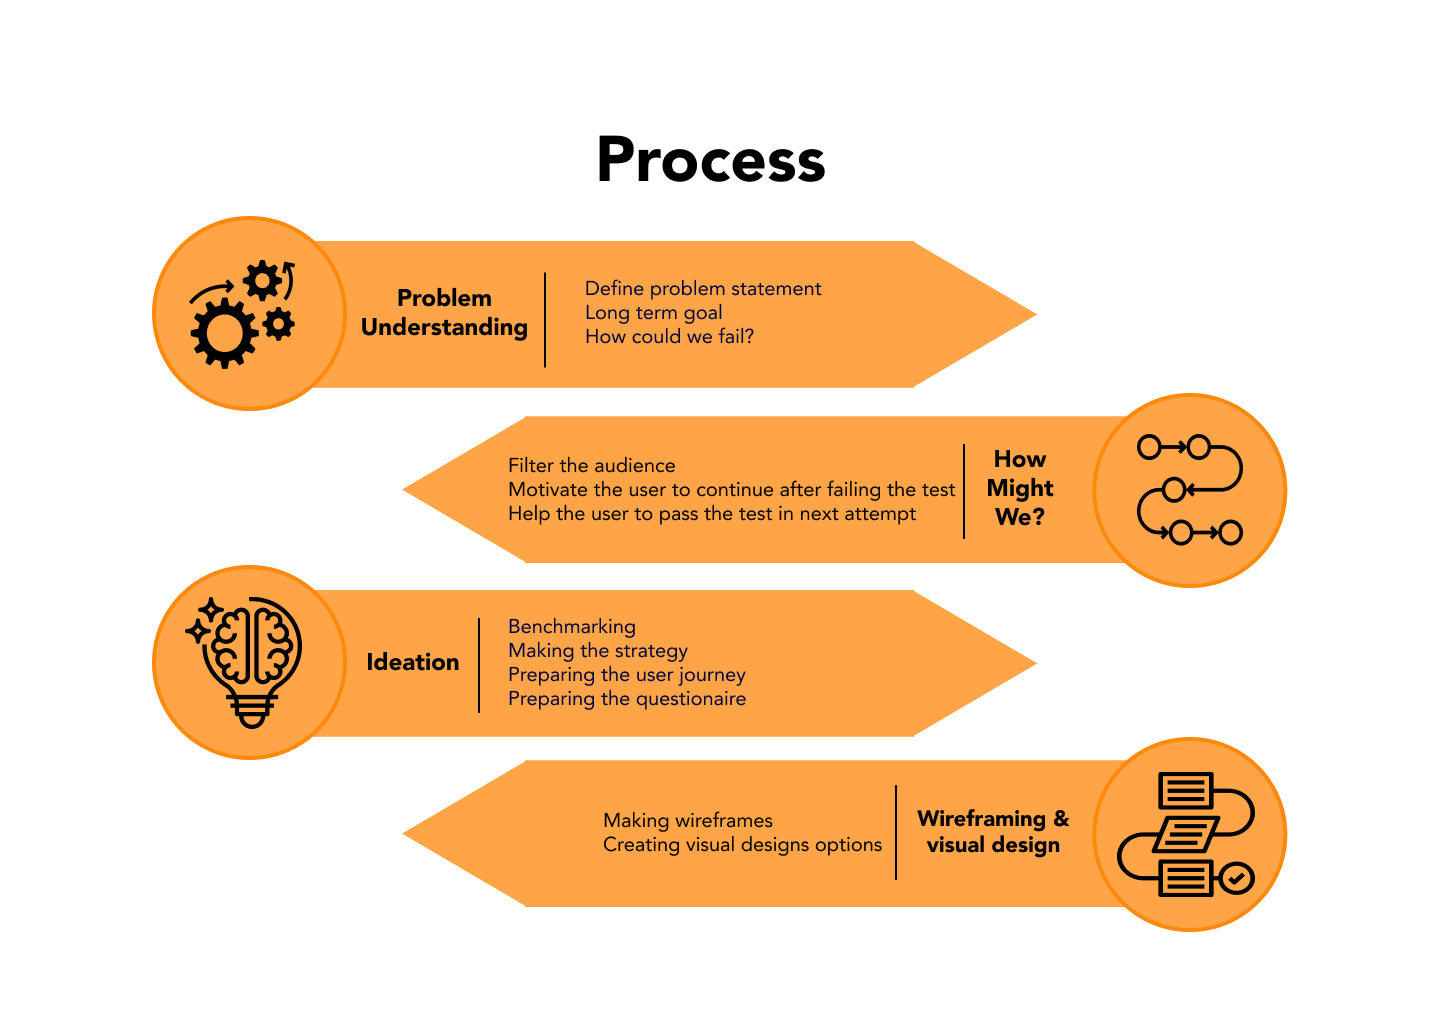 Process
Problem
Understanding
Define problem statement
Long term goal
How could we fail?
Filter the audience
Motivate the user to continue after failing the test
Help the user to pass the test in next attempt
How
Might
We?
Ideation
Benchmarking
Making the strategy
Preparing the user journey
Preparing the questionaire
Making wireframes
Creating visual designs options
Wireframing &
visual design